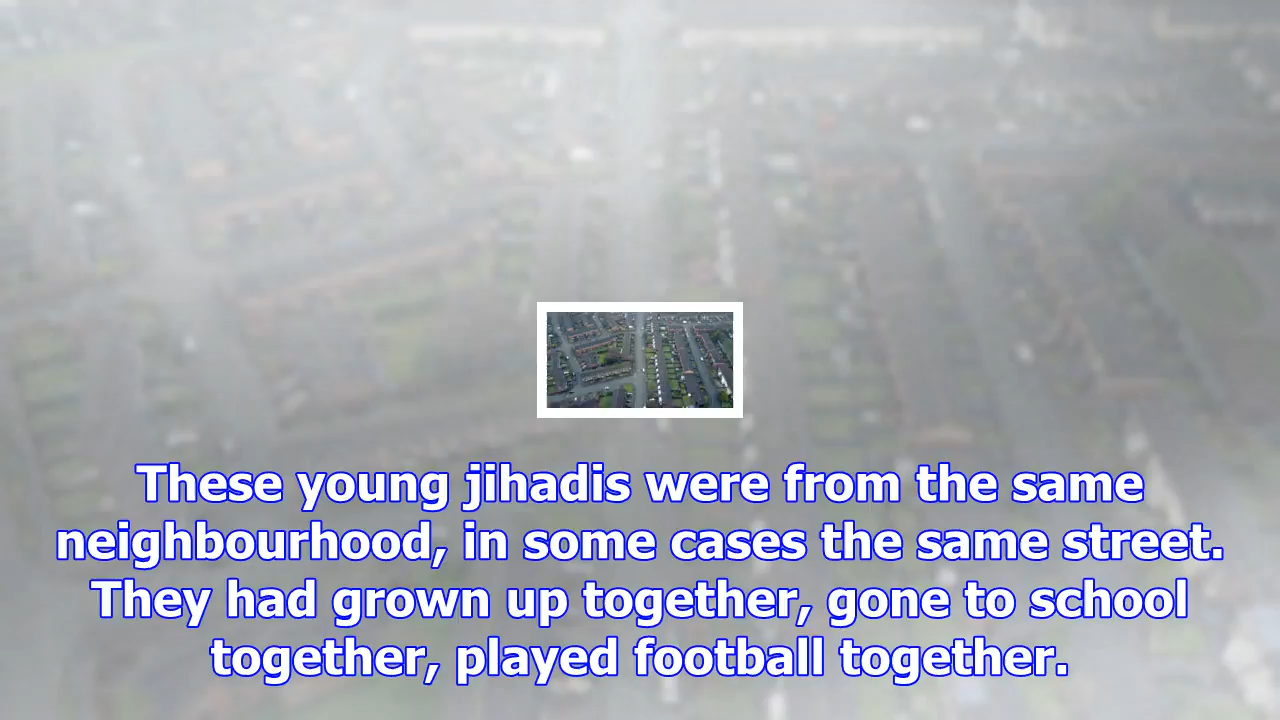 These young jihadis were from the same
neighbourhood, in some cases the same street.
They had grown up together, gone to school
together, played football together.